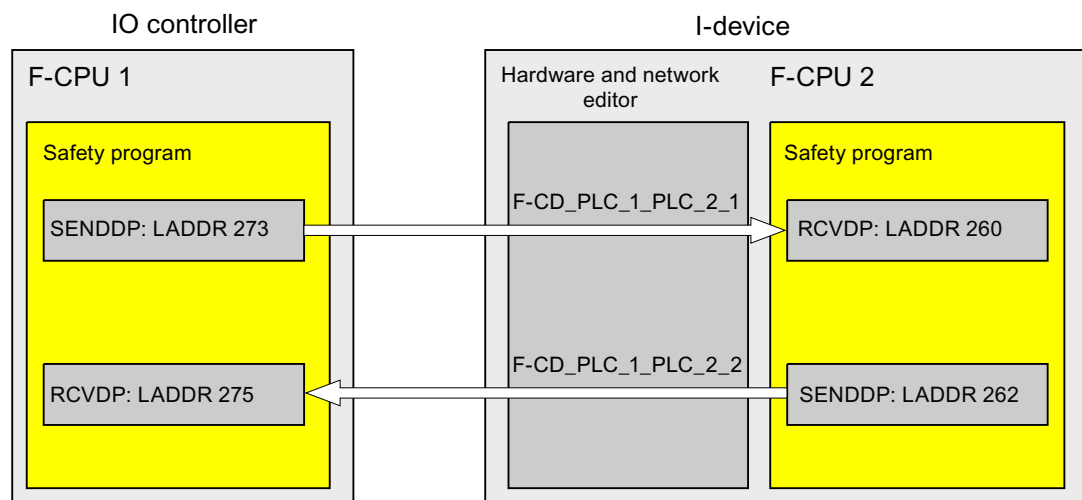 IO controller
I-device
F-CPU 1
Hardware and network
editor
F-CPU 2
Safety program
Safety program
F-CD_PLC_1_PLC_2_1
SENDDP: LADDR 273
RCVDP: LADDR 260
F-CD_PLC_1_PLC_2_2
RCVDP: LADDR 275
SENDDP: LADDR 262